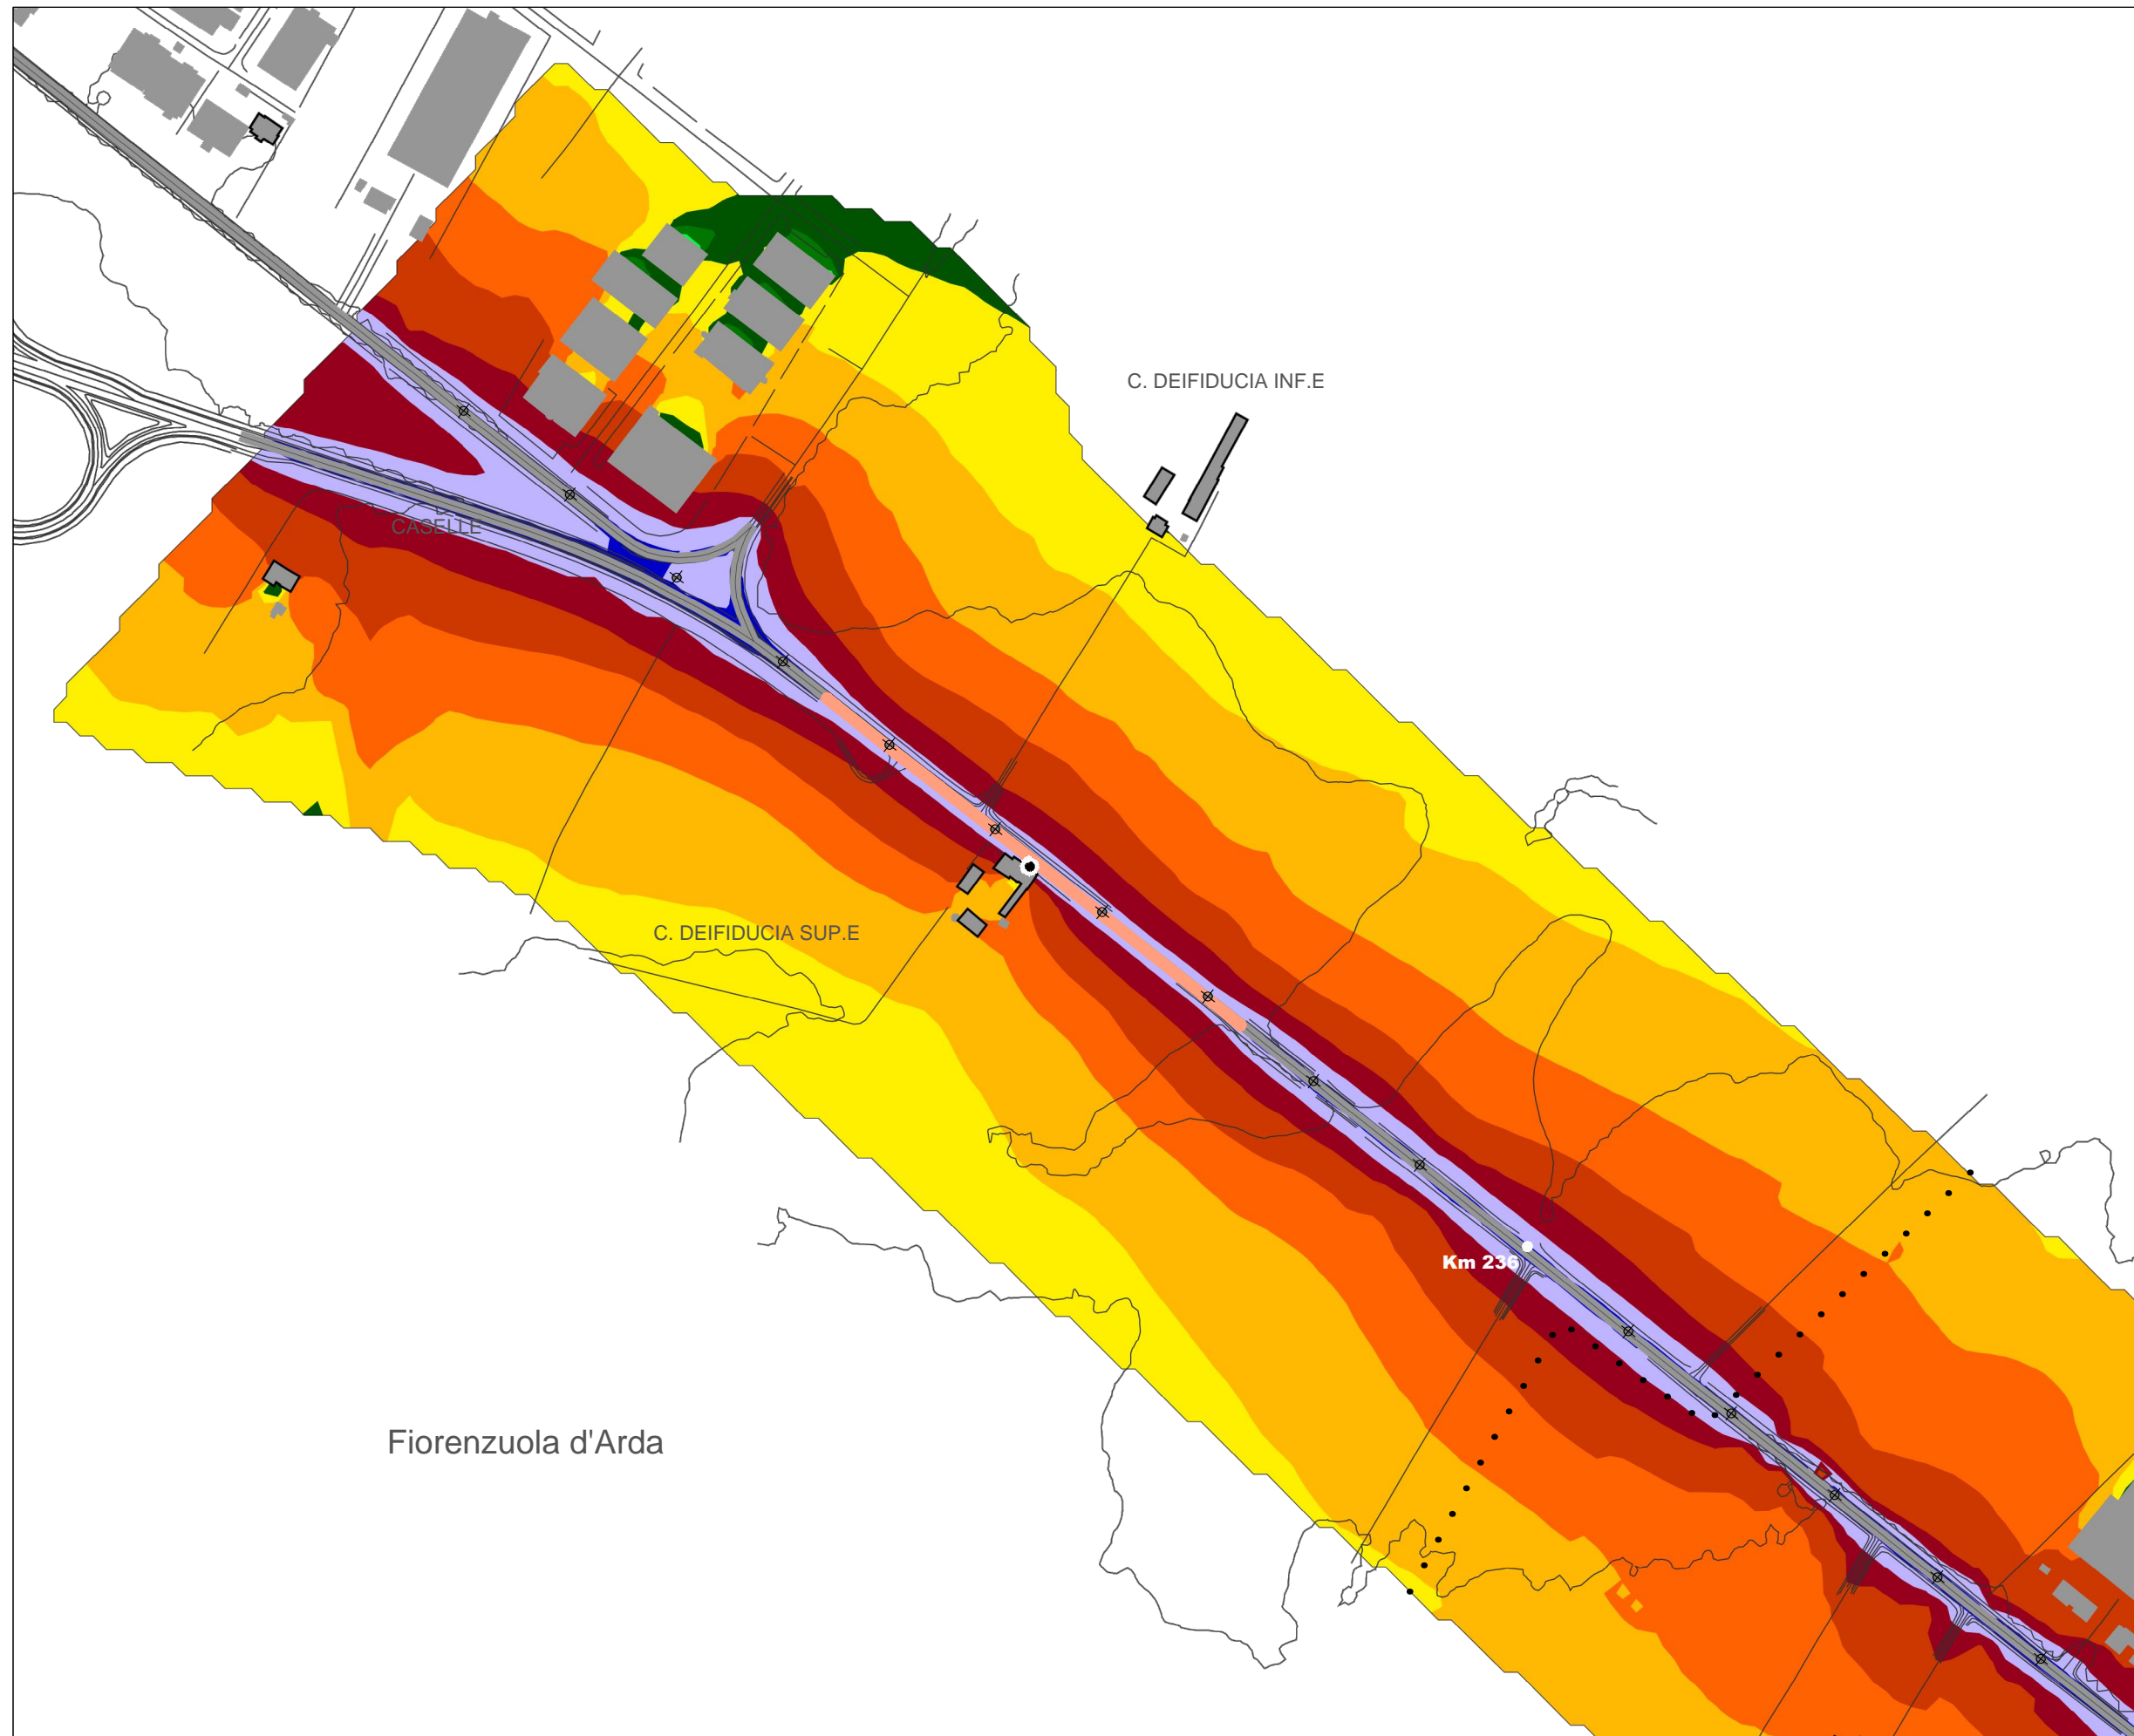 C. DEIFIDUCIA INF.E
CASELLE
C. DEIFIDUCIA SUP.E
Km 236
Fiorenzuola d'Arda